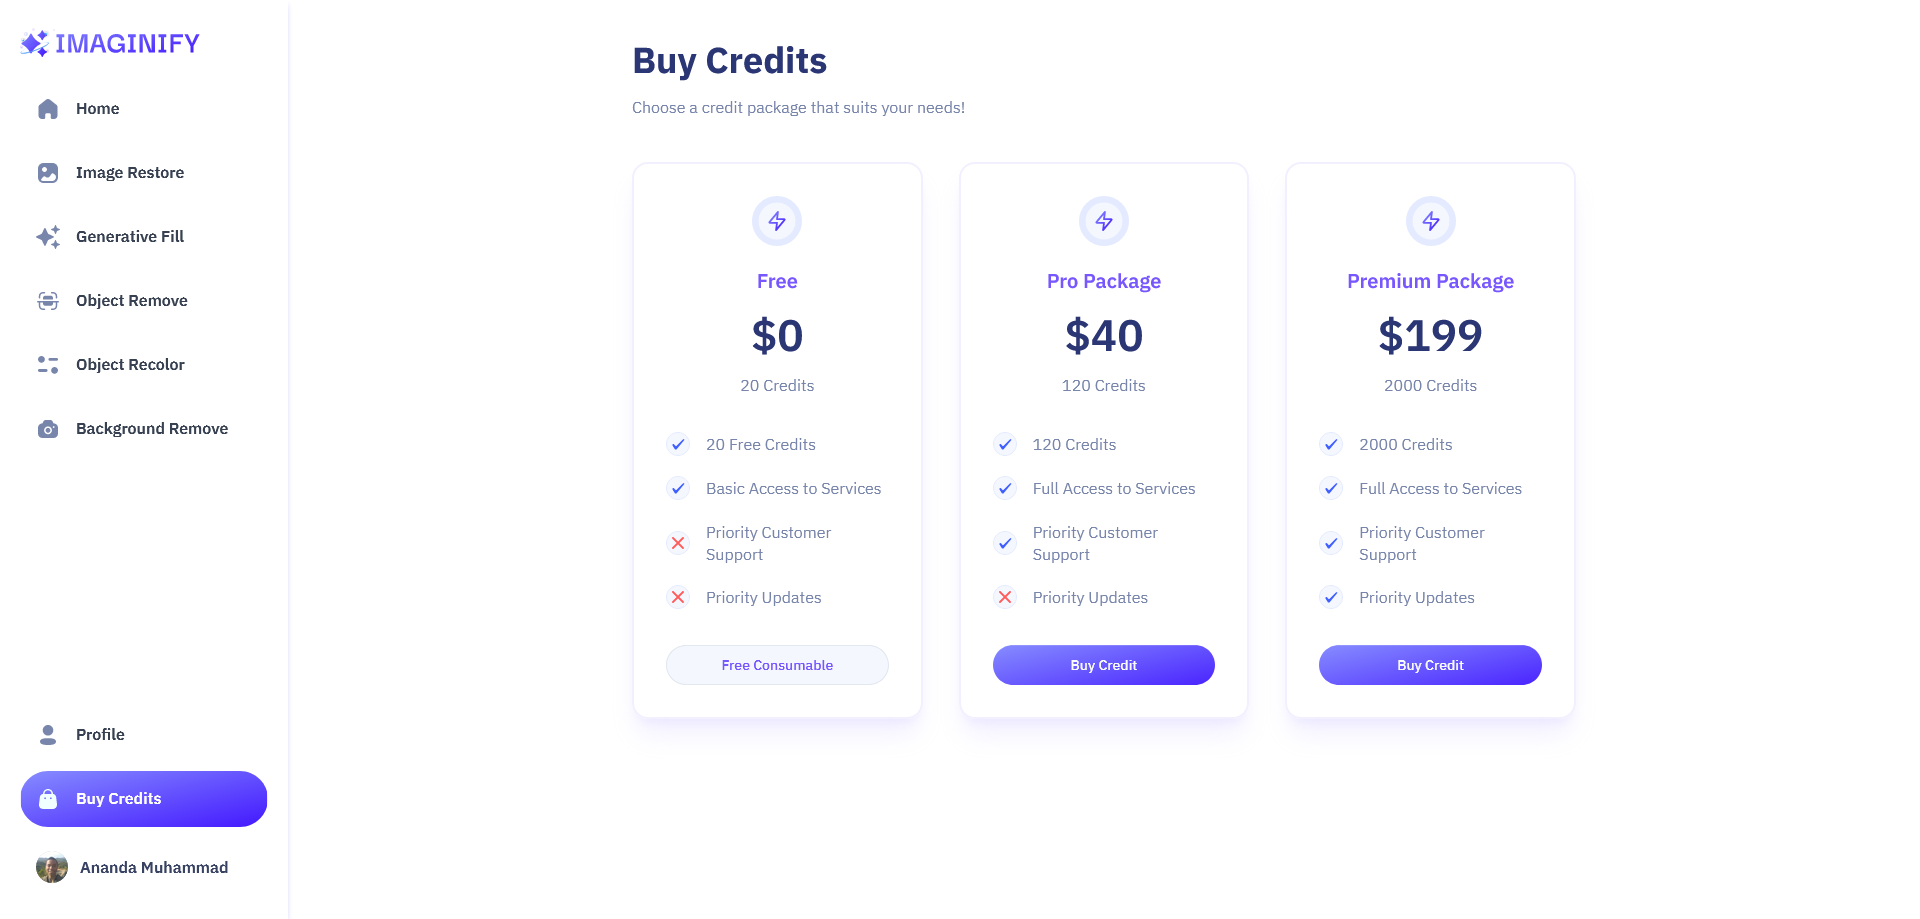 IMAGINIFY
Home
Image Restore
Generative Fill
Object Remove
Object Recolor
Background Remove
Profile
Buy Credits
Ananda Muhammad
Buy Credits
Choose a credit package that suits your needs!
Free
$0
20 Credits
20 Free Credits
Basic Access to Services
Priority Customer
Support
Priority Updates
Free Consumable
Pro Package
$40
120 Credits
120 Credits
Full Access to Services
Priority Customer
Support
Priority Updates
Buy Credit
Premium Package
$199
2000 Credits
2000 Credits
Full Access to Services
Priority Customer
Support
Priority Updates
Buy Credit